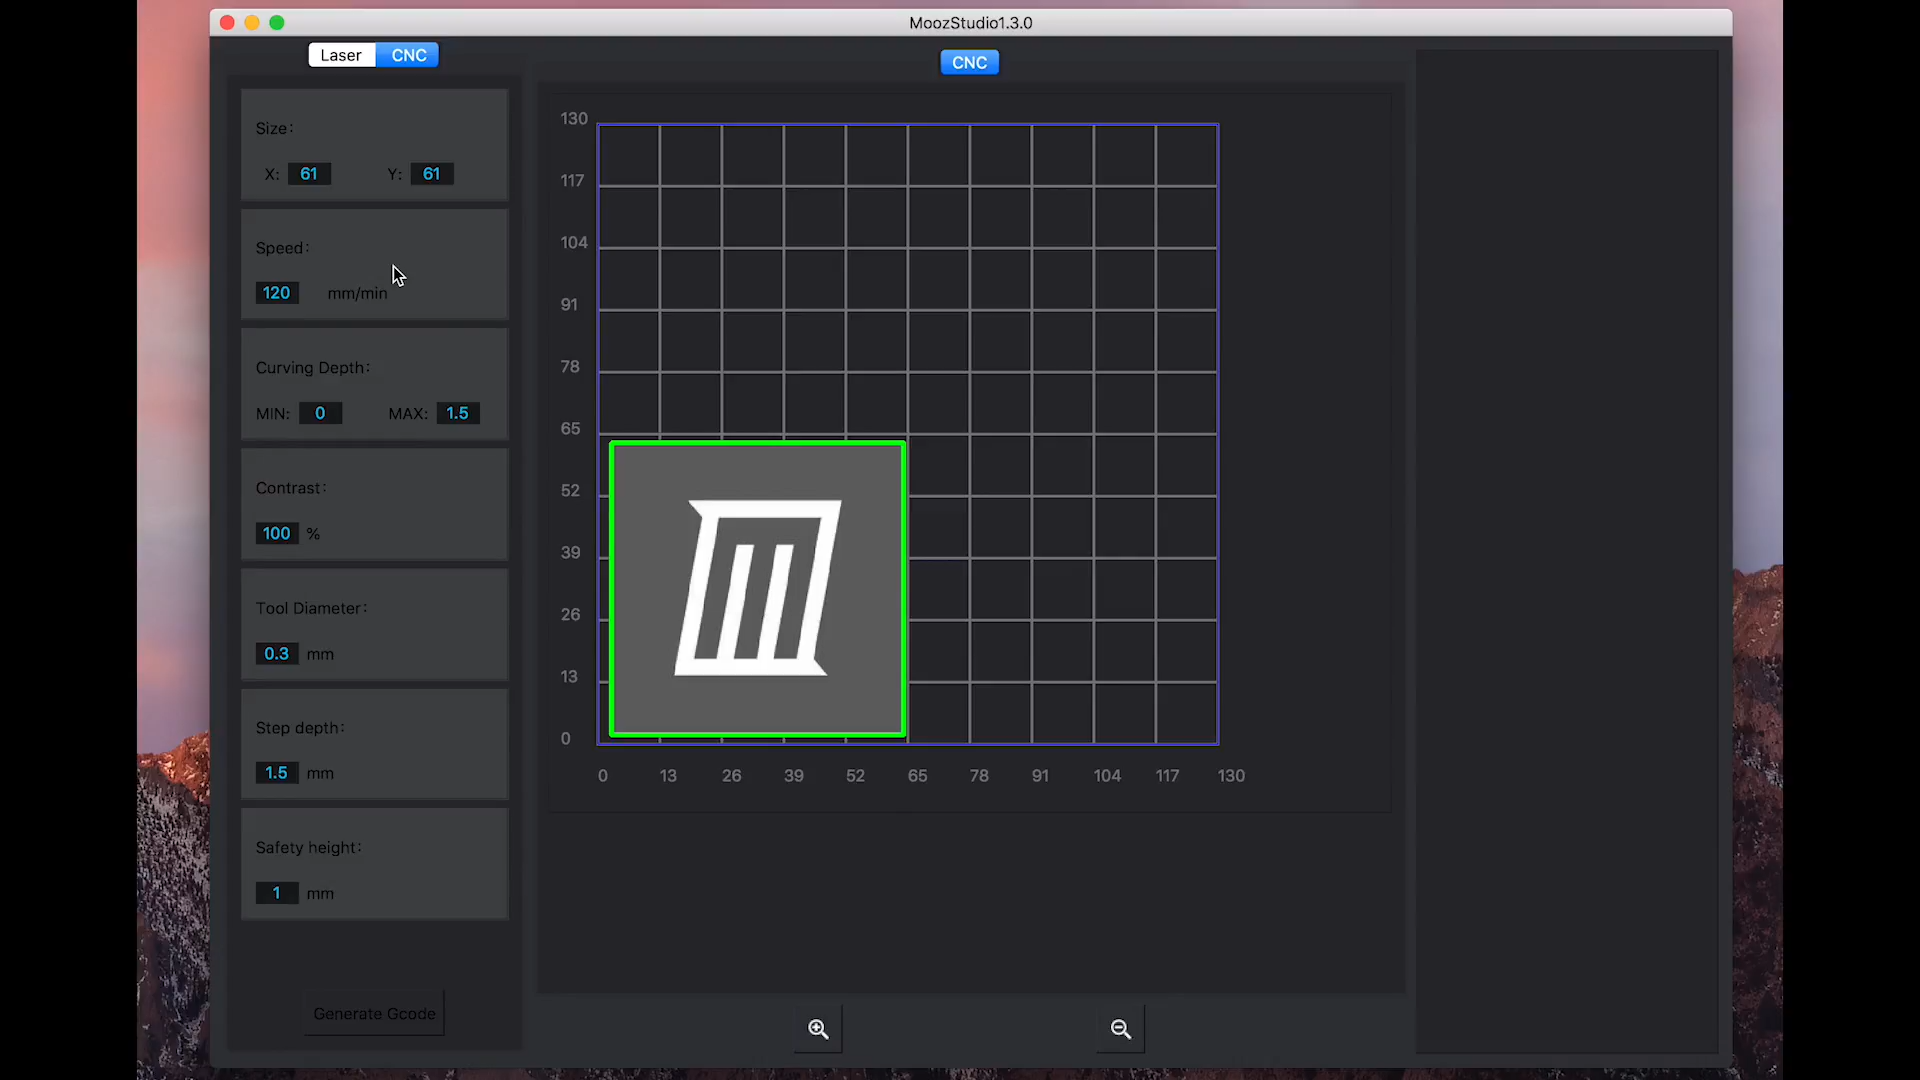 MoozStudio1.3.0
Laser CNC
CNC
Size:
X: 61 Y: 61
Speed:
120 mm/min
Curving Depth:
MIN: 0 MAX: 1.5
Contrast:
100 %
Tool Diameter:
0.3 mm
Step depth:
1.5 mm
Safety height:
1 mm
Generate Gcode
130
117
104
91
78
65
52
39
26
13
0
0 13 26 39 52 65 78 91 104 117 130